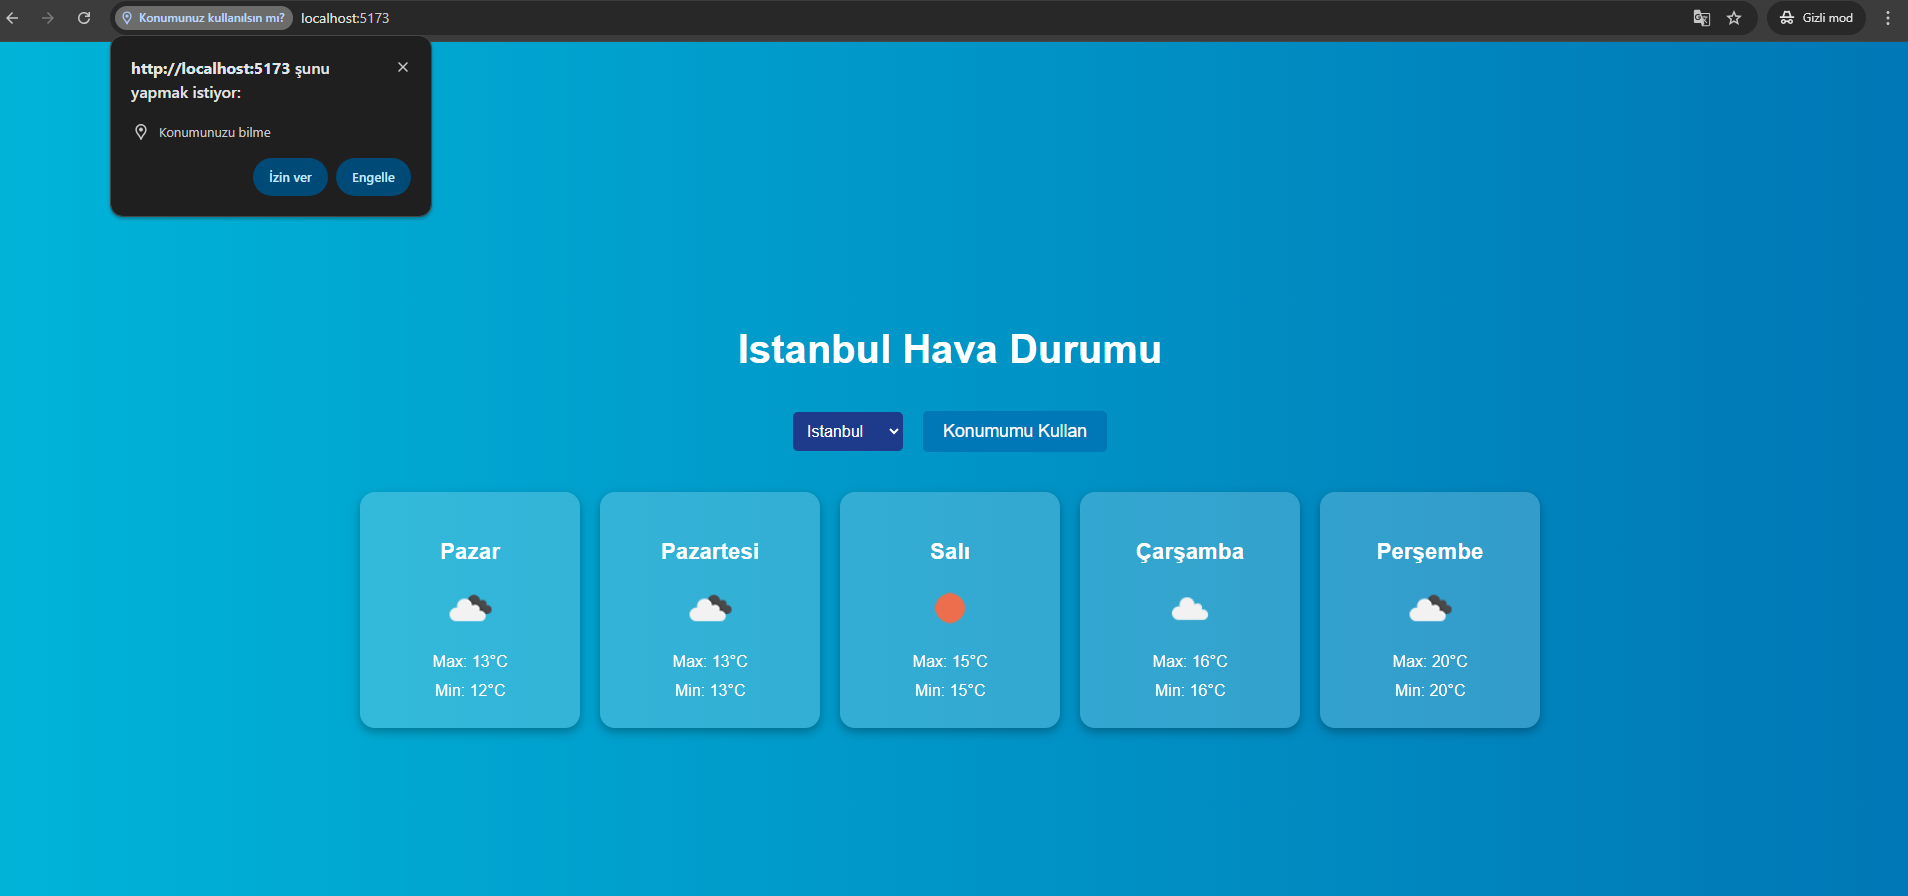 Konumunuz kullanılsın mı?
localhost:5173
Gizli mod
http://localhost:5173 şunu
yapmak istiyor:
Konumunuzu bilme
İzin ver
Engelle
Istanbul Hava Durumu
Istanbul
Konumumu Kullan
Pazar
Max: 13°C
Min: 12°C
Pazartesi
Max: 13°C
Min: 13°C
Salı
Max: 15°C
Min: 15°C
Çarşamba
Max: 16°C
Min: 16°C
Perşembe
Max: 20°C
Min: 20°C